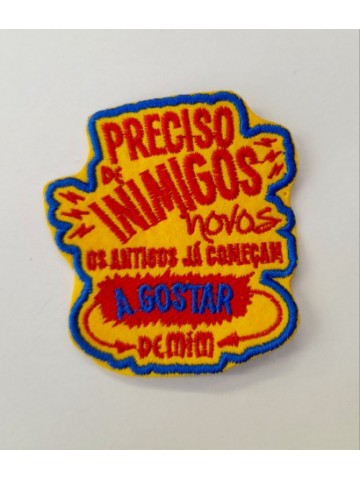 PRECISO
DE
INIMIGOS
novos
OS ANTIGOS JÁ COMEÇAM
A GOSTAR
DE MIM